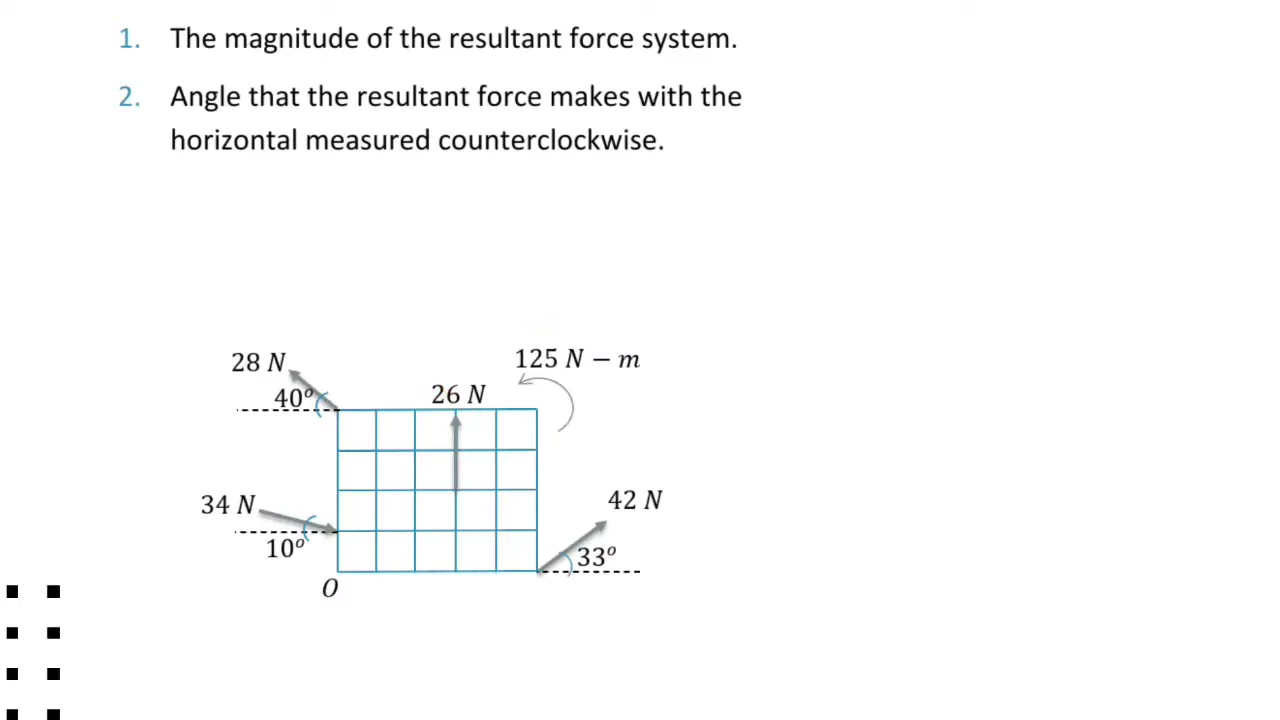 1. The magnitude of the resultant force system.
2. Angle that the resultant force makes with the
horizontal measured counterclockwise.
28 N
125 N − m
40°
26 N
34 N
42 N
10°
33°
O